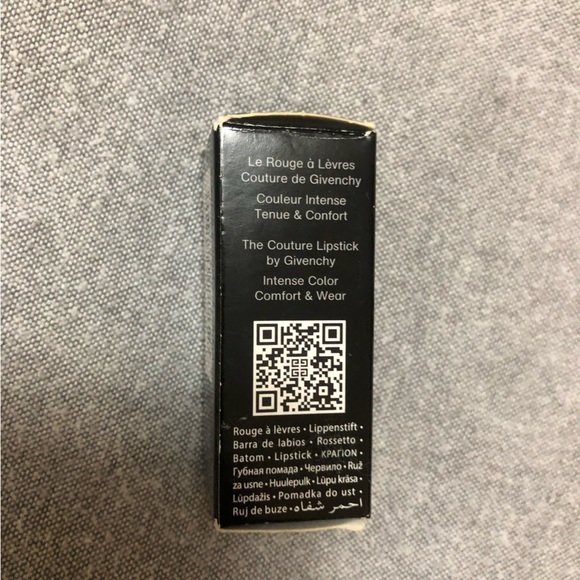 Le Rouge à Lèvres
Couture de Givenchy
Couleur Intense
Tenue & Confort
The Couture Lipstick
by Givenchy
Intense Color
Comfort & Wear
Rouge à lèvres • Lippenstift •
Barra de labios • Rossetto •
Batom • Lipstick • ΚΡΑΓΙΟΝ •
Губная помада • Червило • Ruž
za usne • Huulepulk • Lūpu krāsa •
Lūpdažis • Pomadka do ust •
Ruj de buze • احمر شفاه